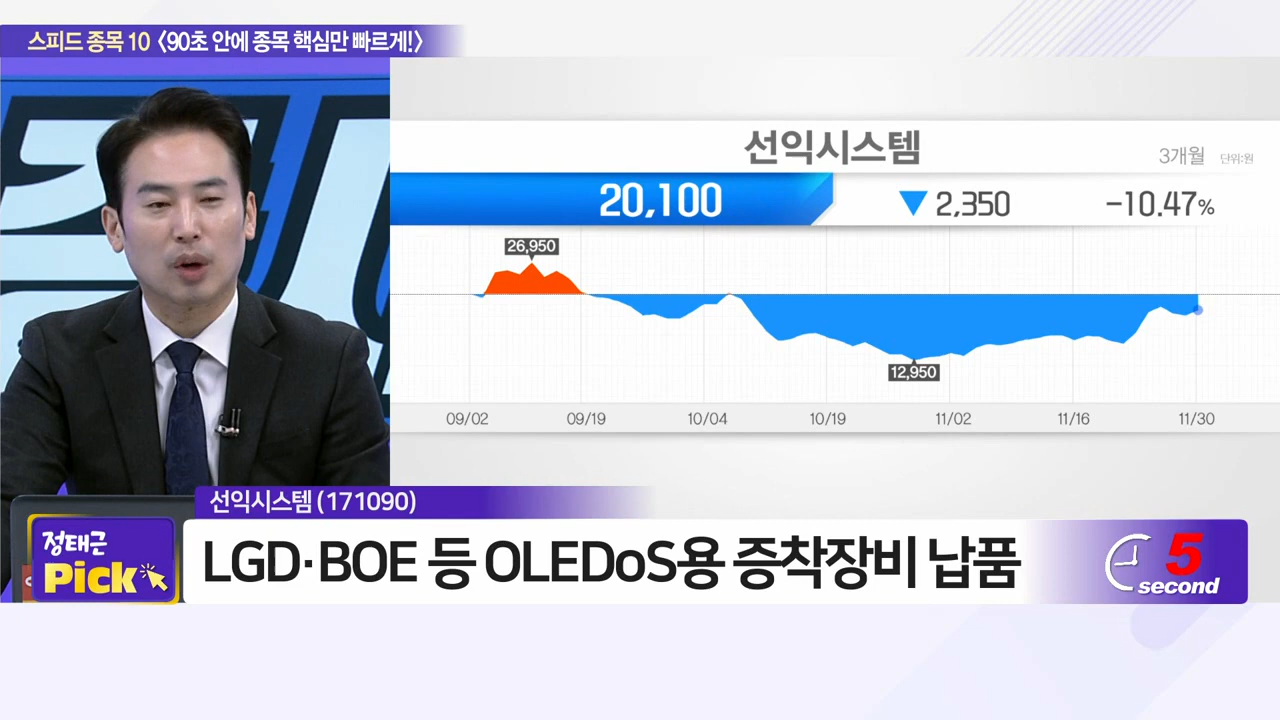 스피드 종목 10 <90초 안에 종목 핵심만 빠르게!>
선익시스템
3개월 단위:원
20,100 ▼ 2,350 -10.47%
26,950
12,950
09/02 09/19 10/04 10/19 11/02 11/16 11/30
선익시스템 (171090)
정태근
Pick
LGD·BOE 등 OLEDoS용 증착장비 납품
5
second